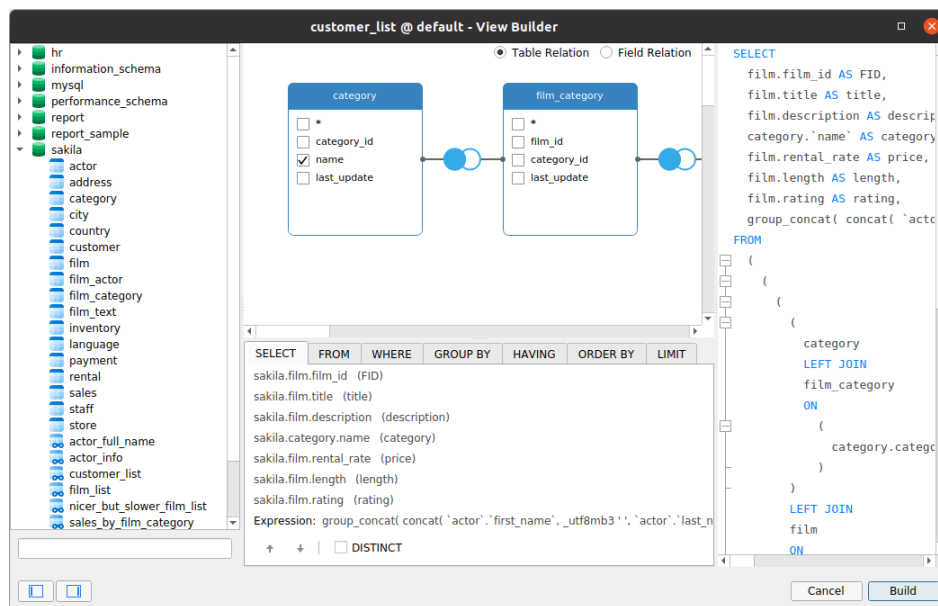 customer_list @ default - View Builder
hr
information_schema
mysql
performance_schema
report
report_sample
sakila
actor
address
category
city
country
customer
film
film_actor
film_category
film_text
inventory
language
payment
rental
sales
staff
store
actor_full_name
actor_info
customer_list
film_list
nicer_but_slower_film_list
sales_by_film_category
Table Relation Field Relation
category
*
category_id
name
last_update
film_category
*
film_id
category_id
last_update
SELECT FROM WHERE GROUP BY HAVING ORDER BY LIMIT
sakila.film.film_id (FID)
sakila.film.title (title)
sakila.film.description (description)
sakila.category.name (category)
sakila.film.rental_rate (price)
sakila.film.length (length)
sakila.film.rating (rating)
Expression: group_concat( concat( `actor`.`first_name`, _utf8mb3 ' ', `actor`.`last_n
DISTINCT
SELECT
film.film_id AS FID,
film.title AS title,
film.description AS descrip
category.`name` AS category
film.rental_rate AS price,
film.length AS length,
film.rating AS rating,
group_concat( concat( `acto
FROM
(
(
(
(
category
LEFT JOIN
film_category
ON
(
category.catego
)
)
LEFT JOIN
film
ON
Cancel Build